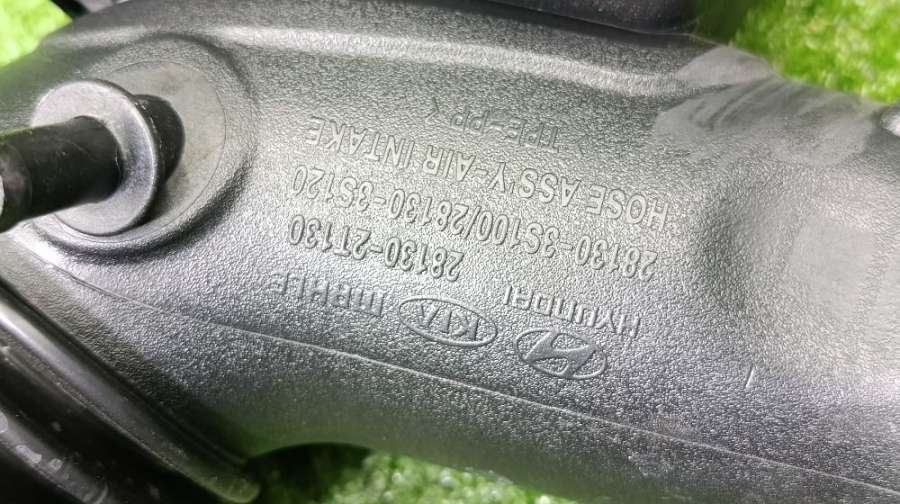 HYUNDAI KIA MAHLE
28130-2T130
28130-3S100/28130-3S120
HOSE ASS'Y-AIR INTAKE
TPE-PP